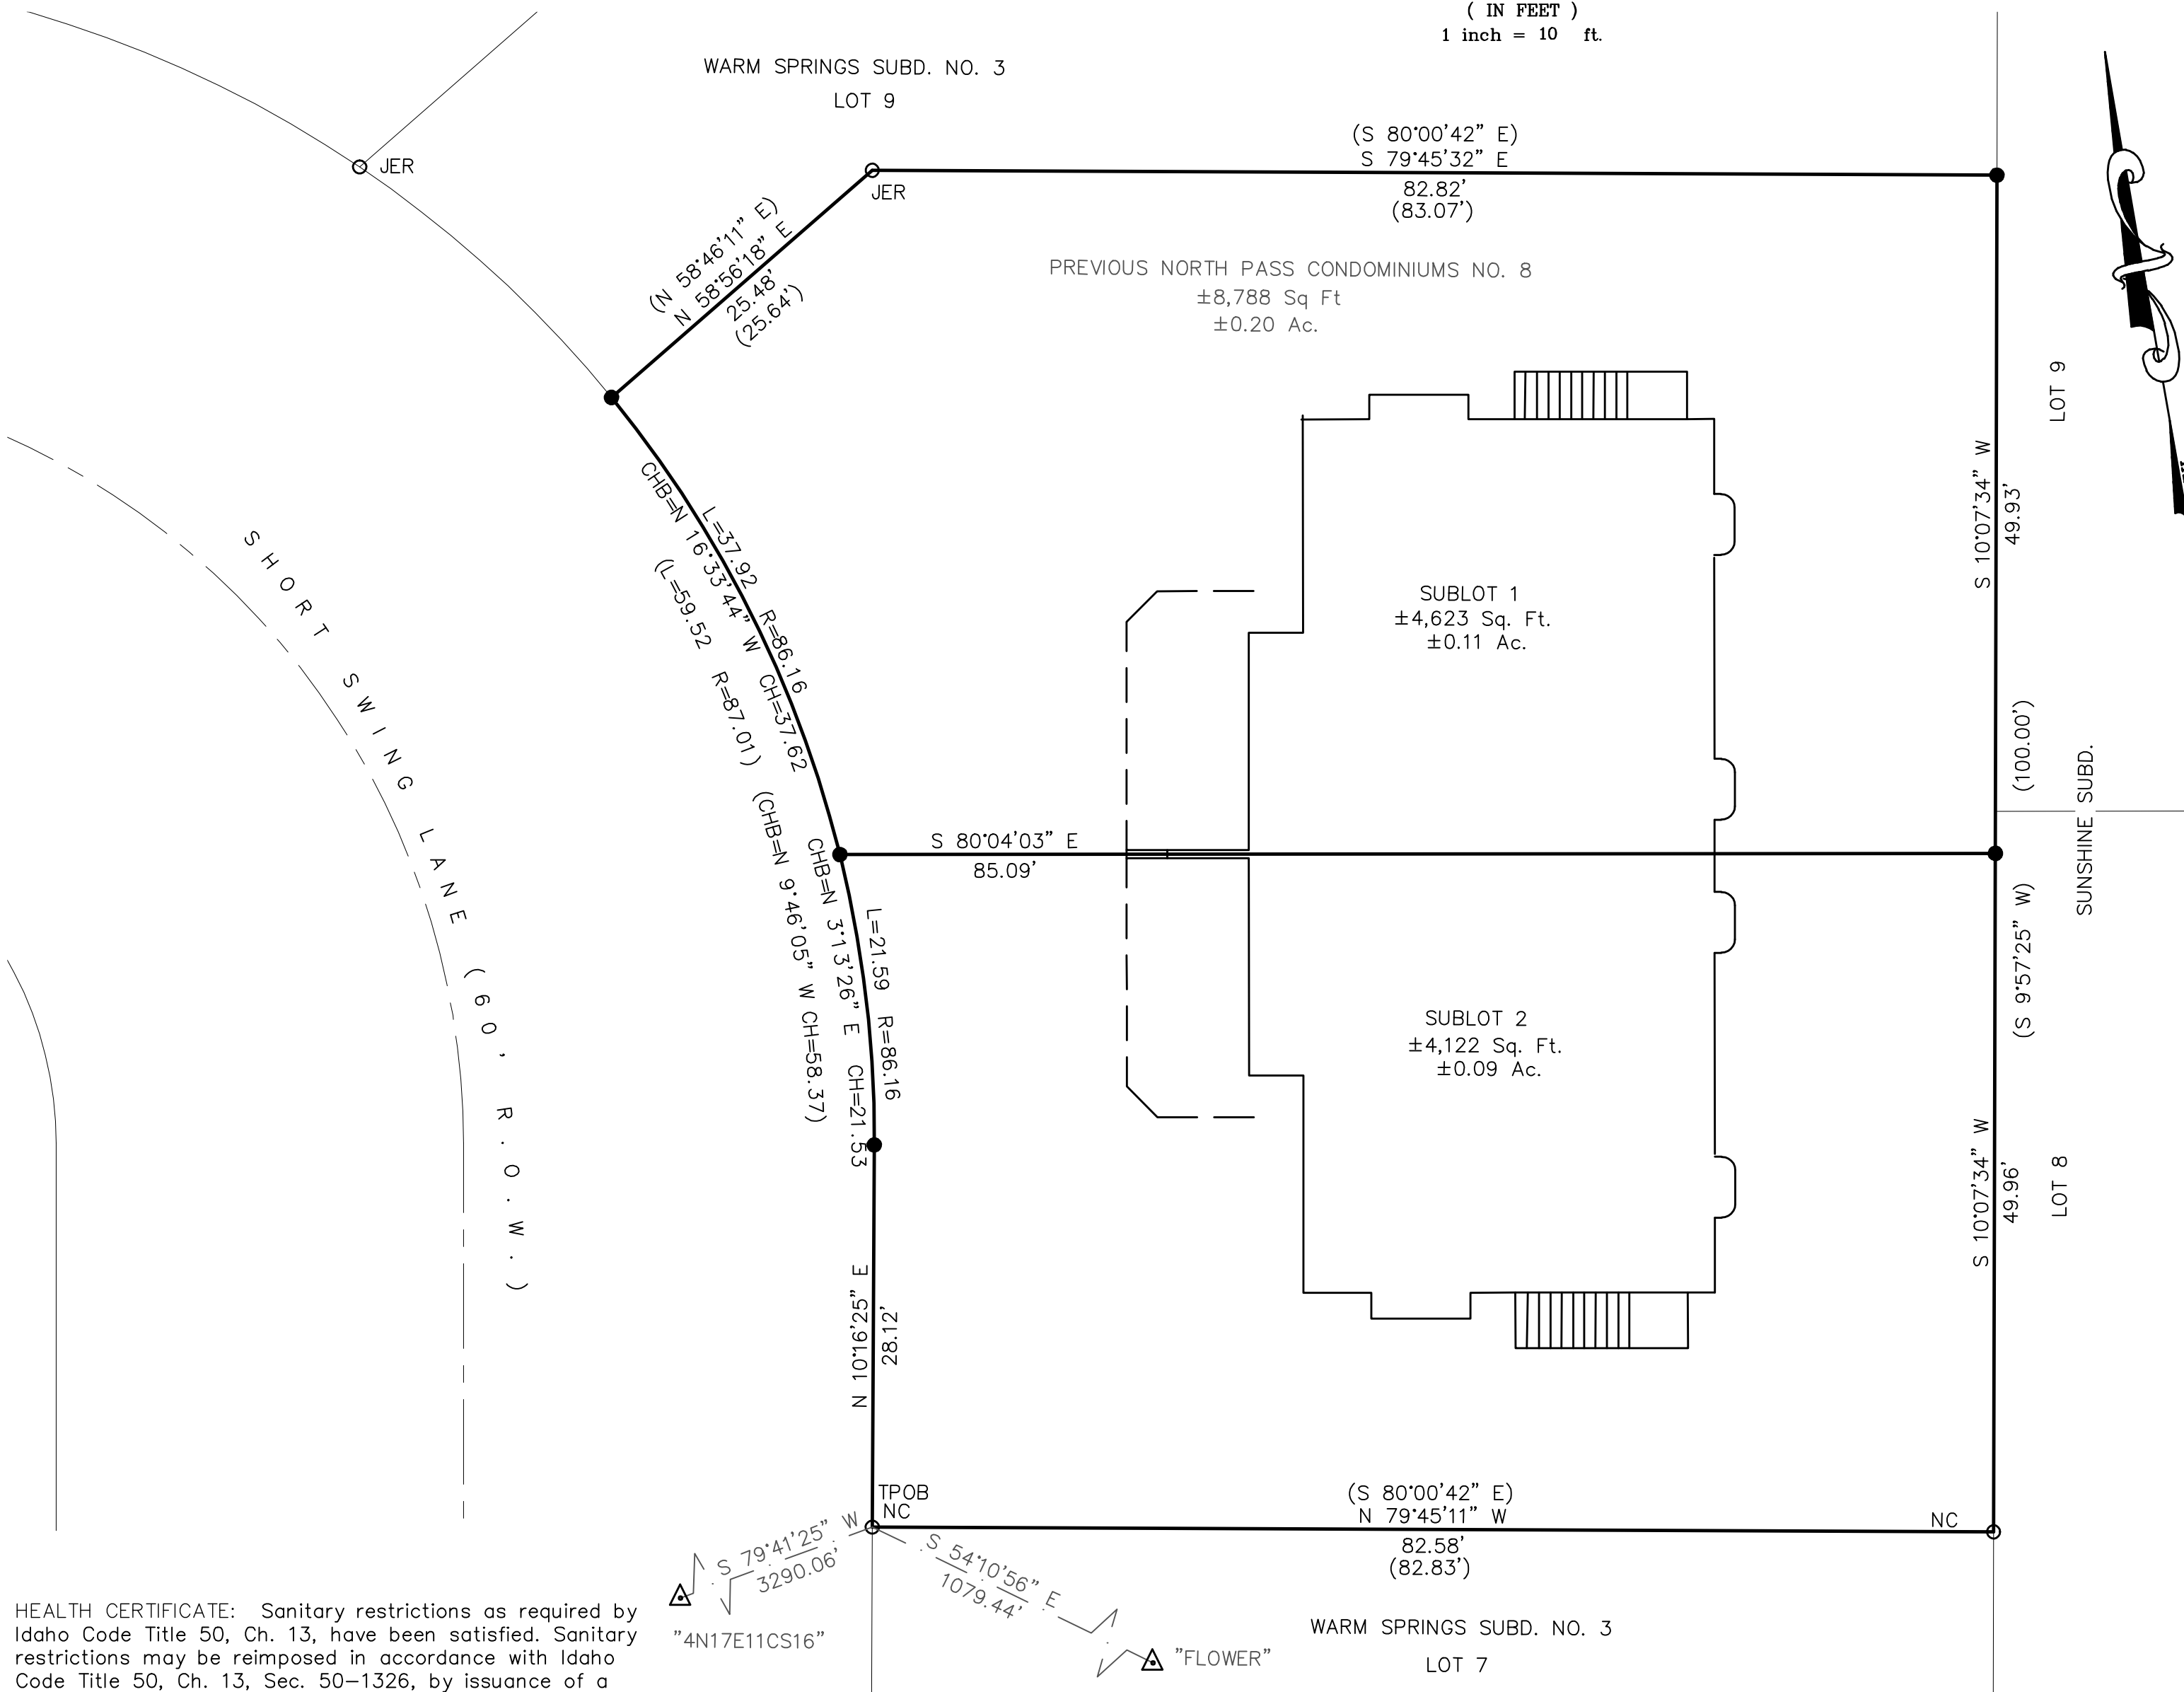 ( IN FEET )
1 inch = 10 ft.
WARM SPRINGS SUBD. NO. 3
LOT 9
JER
JER
(S 80°00'42" E)
S 79°45'32" E
82.82'
(83.07')
(N 58°46'11" E)
N 58°56'18" E
25.48'
(25.64')
PREVIOUS NORTH PASS CONDOMINIUMS NO. 8
±8,788 Sq Ft
±0.20 Ac.
LOT 9
S 10°07'34" W
49.93'
L=37.92 R=86.16
CHB=N 16°33'44" W CH=37.62
(L=59.52 R=87.01) (CHB=N 9°46'05" W CH=58.37)
SHORT SWING LANE (60' R.O.W.)
SUBLOT 1
±4,623 Sq. Ft.
±0.11 Ac.
(100.00')
SUNSHINE SUBD.
S 80°04'03" E
85.09'
(S 9°57'25" W)
L=21.59 R=86.16
CHB=N 3°13'26" E CH=21.53
SUBLOT 2
±4,122 Sq. Ft.
±0.09 Ac.
S 10°07'34" W
49.96'
LOT 8
N 10°16'25" E
28.12'
TPOB
NC
(S 80°00'42" E)
N 79°45'11" W
82.58'
(82.83')
NC
S 79°41'25" W
3290.06'
"4N17E11CS16"
S 54°10'56" E
1079.44'
"FLOWER"
WARM SPRINGS SUBD. NO. 3
LOT 7
HEALTH CERTIFICATE: Sanitary restrictions as required by
Idaho Code Title 50, Ch. 13, have been satisfied. Sanitary
restrictions may be reimposed in accordance with Idaho
Code Title 50, Ch. 13, Sec. 50-1326, by issuance of a